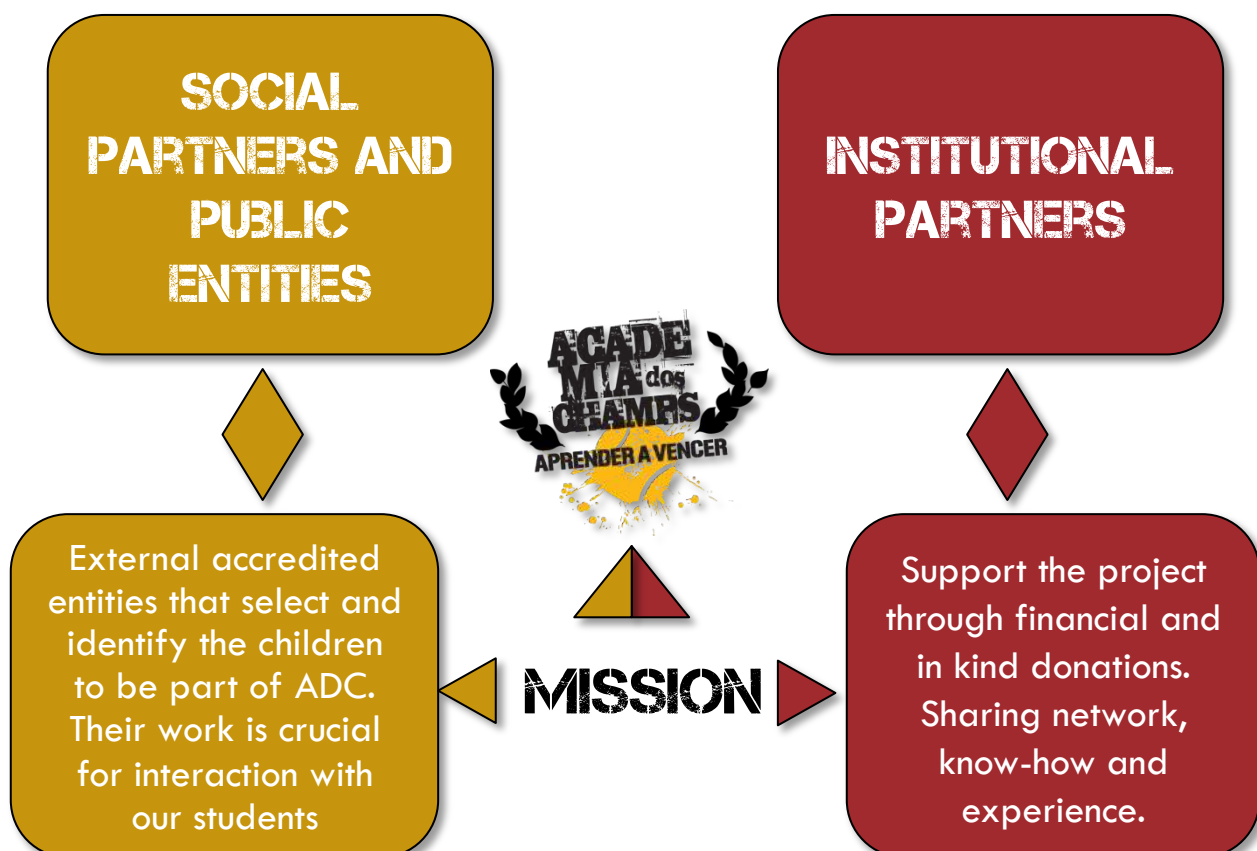 SOCIAL
PARTNERS AND
PUBLIC
ENTITIES
INSTITUTIONAL
PARTNERS
ACADE
MIA dos
CHAMPS
APRENDER A VENCER
External accredited
entities that select and
identify the children
to be part of ADC.
Their work is crucial
for interaction with
our students
MISSION
Support the project
through financial and
in kind donations.
Sharing network,
know-how and
experience.